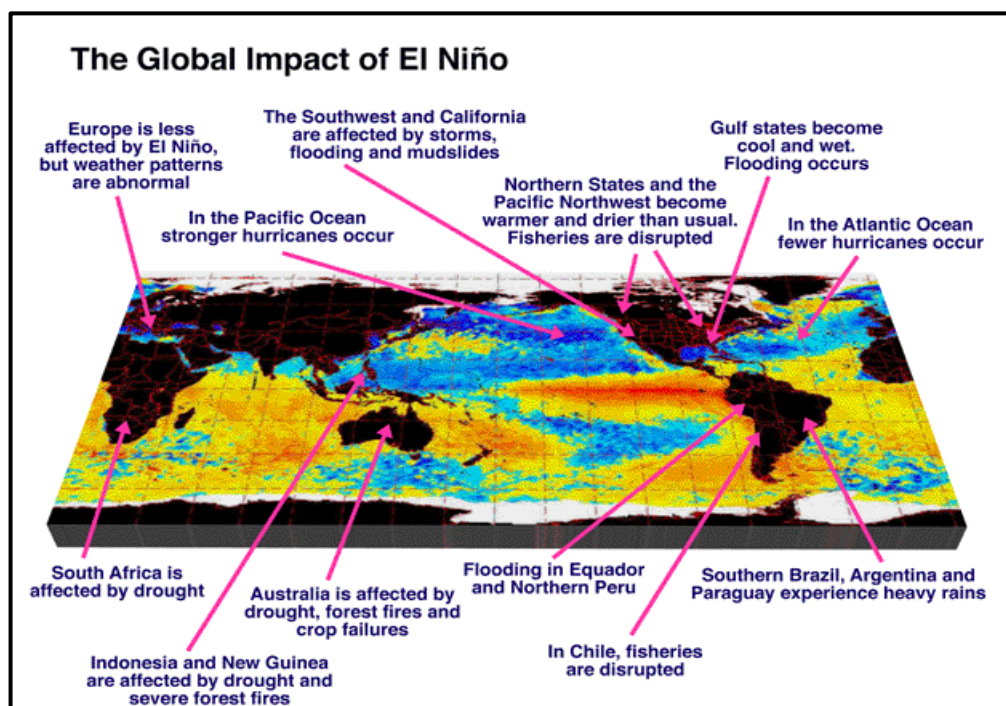 The Global Impact of El Niño
Europe is less
affected by El Niño,
but weather patterns
are abnormal
The Southwest and California
are affected by storms,
flooding and mudslides
Gulf states become
cool and wet.
Flooding occurs
In the Pacific Ocean
stronger hurricanes occur
Northern States and the
Pacific Northwest become
warmer and drier than usual.
Fisheries are disrupted
In the Atlantic Ocean
fewer hurricanes occur
South Africa is
affected by drought
Australia is affected by
drought, forest fires and
crop failures
Indonesia and New Guinea
are affected by drought and
severe forest fires
Flooding in Equador
and Northern Peru
In Chile, fisheries
are disrupted
Southern Brazil, Argentina and
Paraguay experience heavy rains